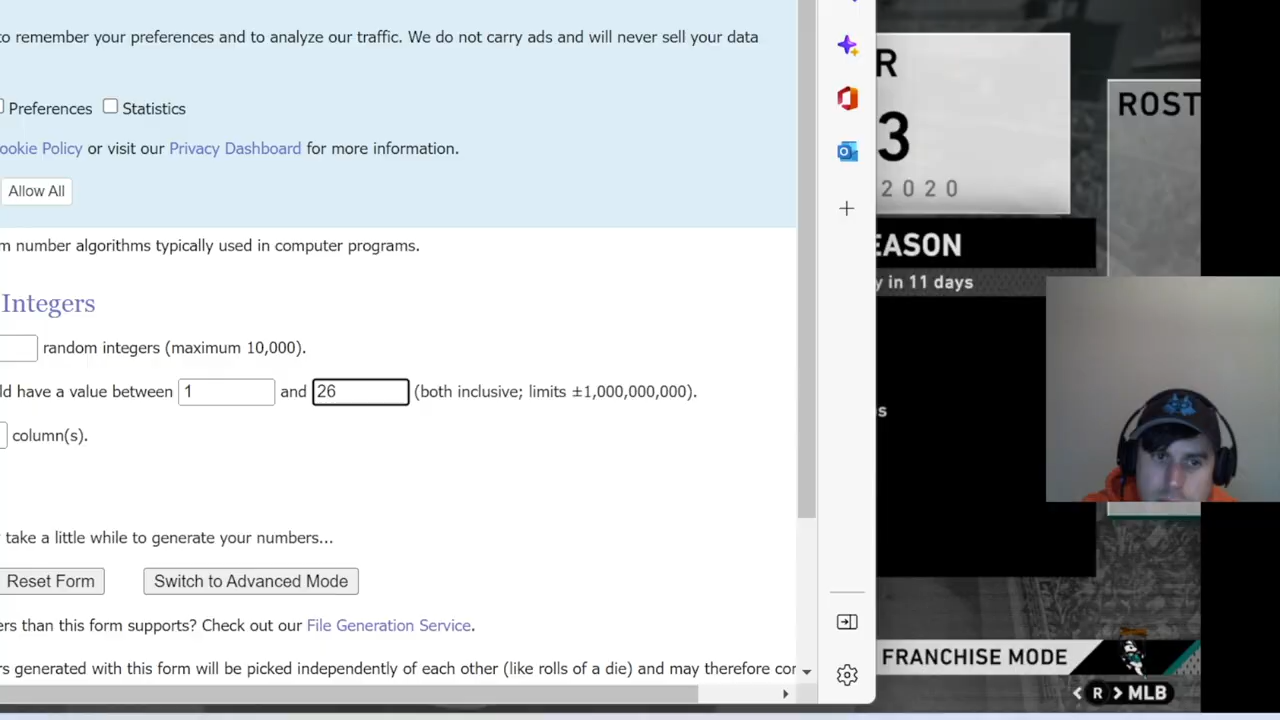 to remember your preferences and to analyze our traffic. We do not carry ads and will never sell your data
Preferences Statistics
ookie Policy or visit our Privacy Dashboard for more information.
Allow All
m number algorithms typically used in computer programs.
Integers
random integers (maximum 10,000).
ld have a value between 1 and 26 (both inclusive; limits ±1,000,000,000).
column(s).
take a little while to generate your numbers...
Reset Form Switch to Advanced Mode
ers than this form supports? Check out our File Generation Service.
rs generated with this form will be picked independently of each other (like rolls of a die) and may therefore cor
R
3
2020
EASON
y in 11 days
s
ROST
FRANCHISE MODE
< R > MLB